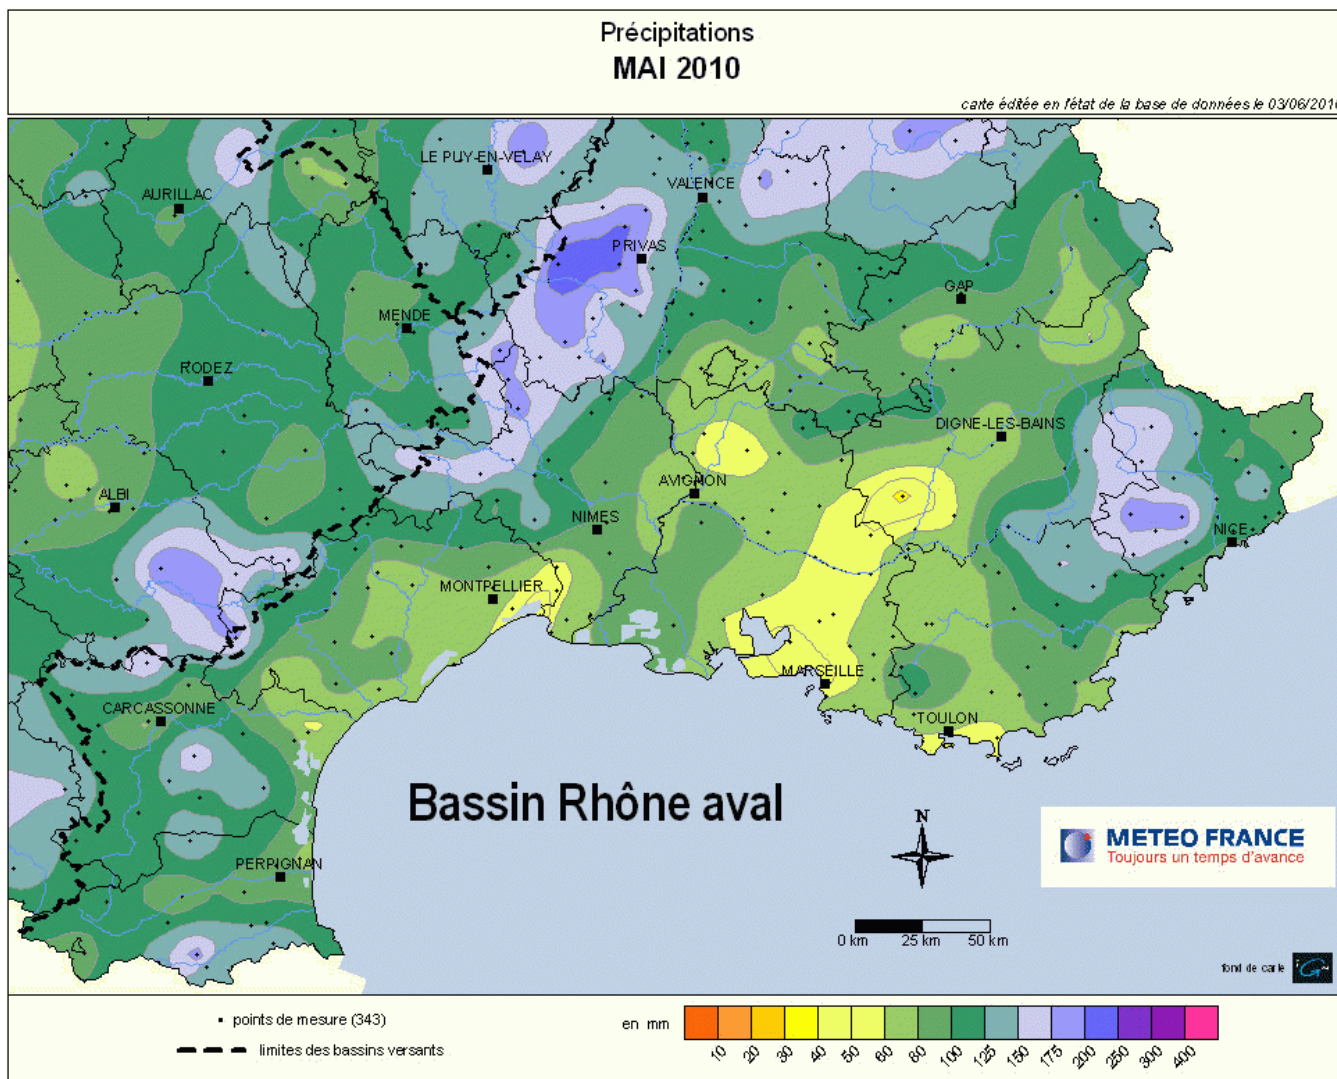 Précipitations
MAI 2010
carte éditée en l'état de la base de données le 03/06/2010
LE PUY-EN-VELAY
AURILLAC
VALENCE
PRIVAS
GAP
MENDE
RODEZ
DIGNE-LES-BAINS
AVIGNON
ALBI
NIMES
NICE
MONTPELLIER
MARSEILLE
CARCASSONNE
TOULON
Bassin Rhône aval
N
METEO FRANCE
Toujours un temps d'avance
PERPIGNAN
0 km 25 km 50 km
fond de carte
points de mesure (343)
limites des bassins versants
en mm
10 20 30 40 50 60 80 100 125 150 175 200 250 300 400